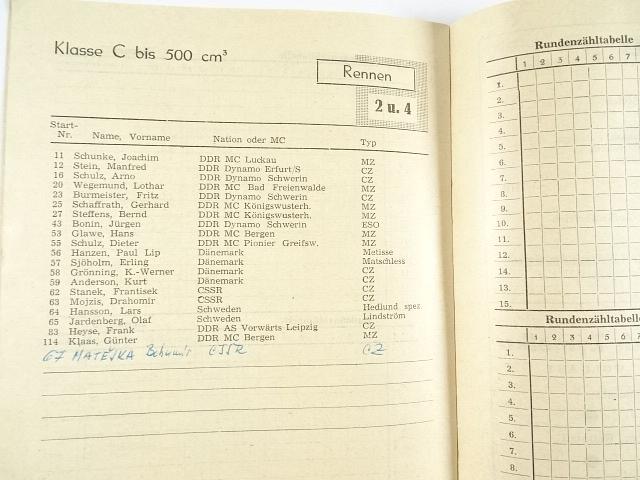 Klasse C bis 500 cm³
Rennen
2 u. 4
Start-Nr. Name, Vorname Nation oder MC Typ
11 Schunke, Joachim DDR MC Luckau MZ
12 Stein, Manfred DDR Dynamo Erfurt/S CZ
16 Schulz, Arno DDR Dynamo Schwerin CZ
20 Wegemund, Lothar DDR MC Bad Freienwalde MZ
23 Burmeister, Fritz DDR Dynamo Schwerin CZ
25 Schaffrath, Gerhard DDR MC Königswusterh. MZ
27 Steffens, Bernd DDR MC Königswusterh. MZ
43 Bonin, Jürgen DDR Dynamo Schwerin ESO
53 Glawe, Hans DDR MC Bergen MZ
55 Schulz, Dieter DDR MC Pionier Greifsw. MZ
56 Hanzen, Paul Lip Dänemark Metisse
57 Sjöholm, Erling Dänemark Matschless
58 Grönning, K.-Werner Dänemark CZ
59 Anderson, Kurt Dänemark CZ
62 Stanek, Frantisek CSSR CZ
63 Mojzis, Drahomir CSSR CZ
64 Hansson, Lars Schweden Hedlund spez.
65 Jardenberg, Olaf Schweden Lindström
83 Heyse, Frank DDR AS Vorwärts Leipzig CZ
114 Klaas, Günter DDR MC Bergen MZ
67 MATEJKA CSSR CZ
Rundenzähltabelle
1 2 3 4 5 6 7
1.
2.
3.
4.
5.
6.
7.
8.
9.
10.
11.
12.
14.
13.
15.
Rundenzähltabelle
1 2 3 4 5 6 7
1.
2.
3.
4.
5.
6.
7.
8.